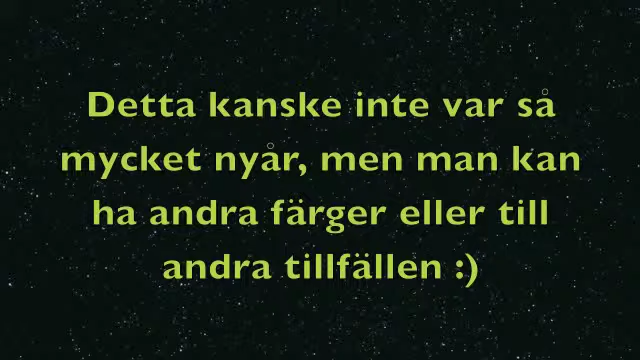 Detta kanske inte var så
mycket nyår, men man kan
ha andra färger eller till
andra tillfällen :)